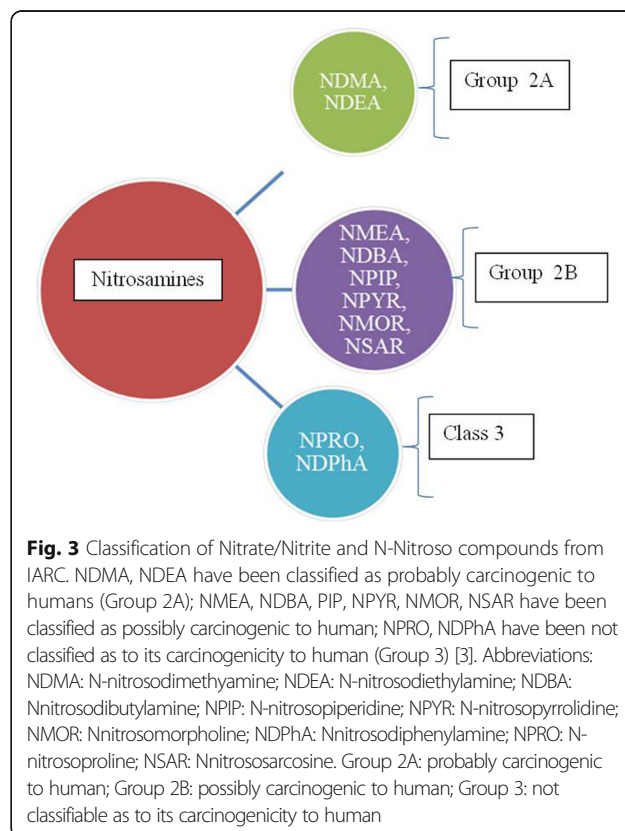 NDMA,
NDEA
Group 2A
Nitrosamines
NMEA,
NDBA,
NPIP,
NPYR,
NMOR,
NSAR
Group 2B
NPRO,
NDPhA
Class 3
Fig. 3 Classification of Nitrate/Nitrite and N-Nitroso compounds from
IARC. NDMA, NDEA have been classified as probably carcinogenic to
humans (Group 2A); NMEA, NDBA, PIP, NPYR, NMOR, NSAR have been
classified as possibly carcinogenic to human; NPRO, NDPhA have been not
classified as to its carcinogenicity to human (Group 3) [3]. Abbreviations:
NDMA: N-nitrosodimethyamine; NDEA: N-nitrosodiethylamine; NDBA:
Nnitrosodibutylamine; NPIP: N-nitrosopiperidine; NPYR: N-nitrosopyrrolidine;
NMOR: Nnitrosomorpholine; NDPhA: Nnitrosodiphenylamine; NPRO: N-
nitrosoproline; NSAR: Nnitrososarcosine. Group 2A: probably carcinogenic
to human; Group 2B: possibly carcinogenic to human; Group 3: not
classifiable as to its carcinogenicity to human